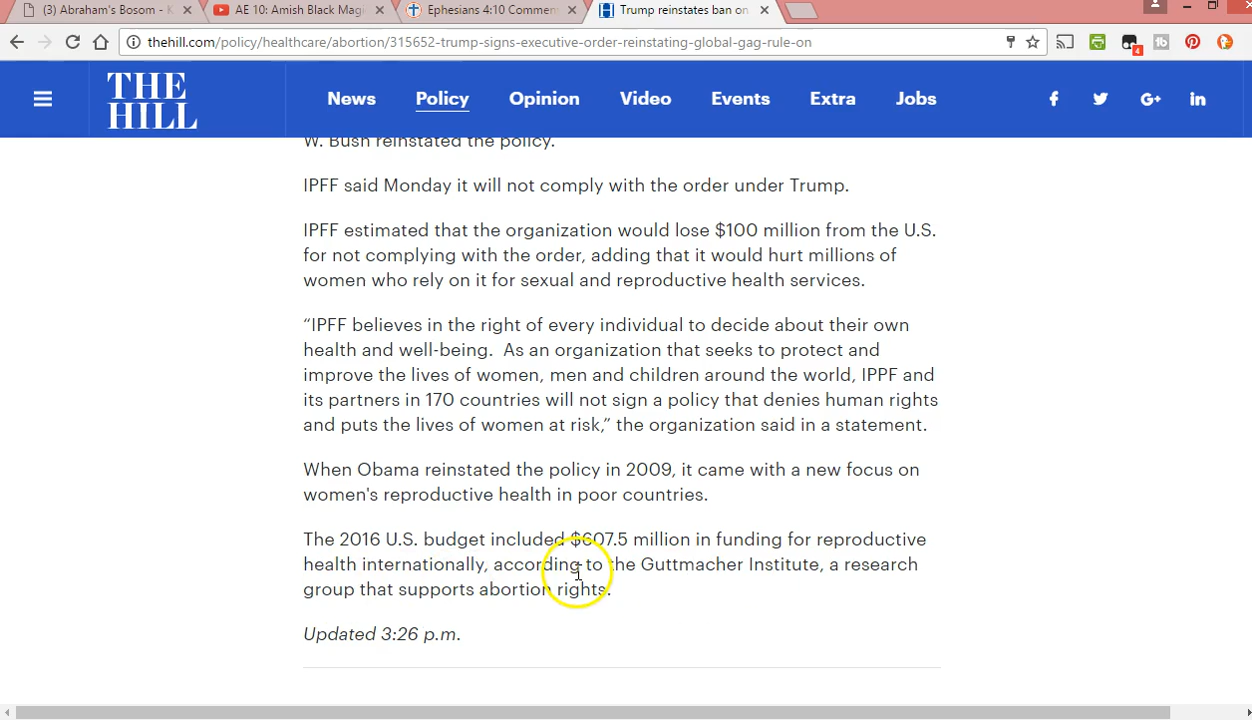 (3) Abraham's Bosom - K
AE 10: Amish Black Mag
Ephesians 4:10 Commen
Trump reinstates ban on
thehill.com/policy/healthcare/abortion/315652-trump-signs-executive-order-reinstating-global-gag-rule-on
4
THE
HILL
News Policy Opinion Video Events Extra Jobs
W. Bush reinstated the policy.
IPFF said Monday it will not comply with the order under Trump.
IPFF estimated that the organization would lose $100 million from the U.S.
for not complying with the order, adding that it would hurt millions of
women who rely on it for sexual and reproductive health services.
“IPFF believes in the right of every individual to decide about their own
health and well-being.  As an organization that seeks to protect and
improve the lives of women, men and children around the world, IPPF and
its partners in 170 countries will not sign a policy that denies human rights
and puts the lives of women at risk,” the organization said in a statement.
When Obama reinstated the policy in 2009, it came with a new focus on
women's reproductive health in poor countries.
The 2016 U.S. budget included $607.5 million in funding for reproductive
health internationally, according to the Guttmacher Institute, a research
group that supports abortion rights.
Updated 3:26 p.m.